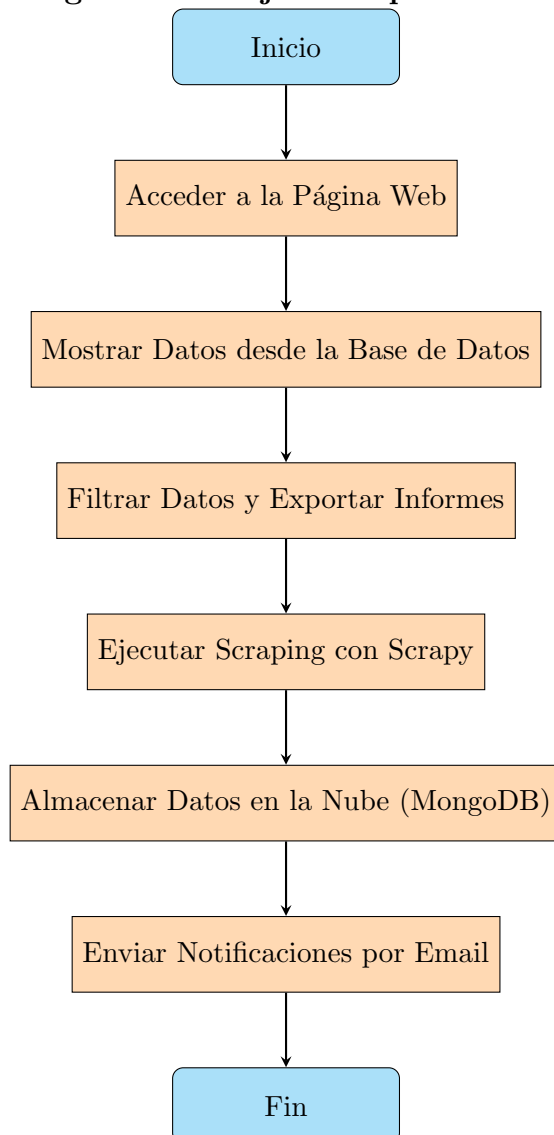 Inicio
Acceder a la Página Web
Mostrar Datos desde la Base de Datos
Filtrar Datos y Exportar Informes
Ejecutar Scraping con Scrapy
Almacenar Datos en la Nube (MongoDB)
Enviar Notificaciones por Email
Fin